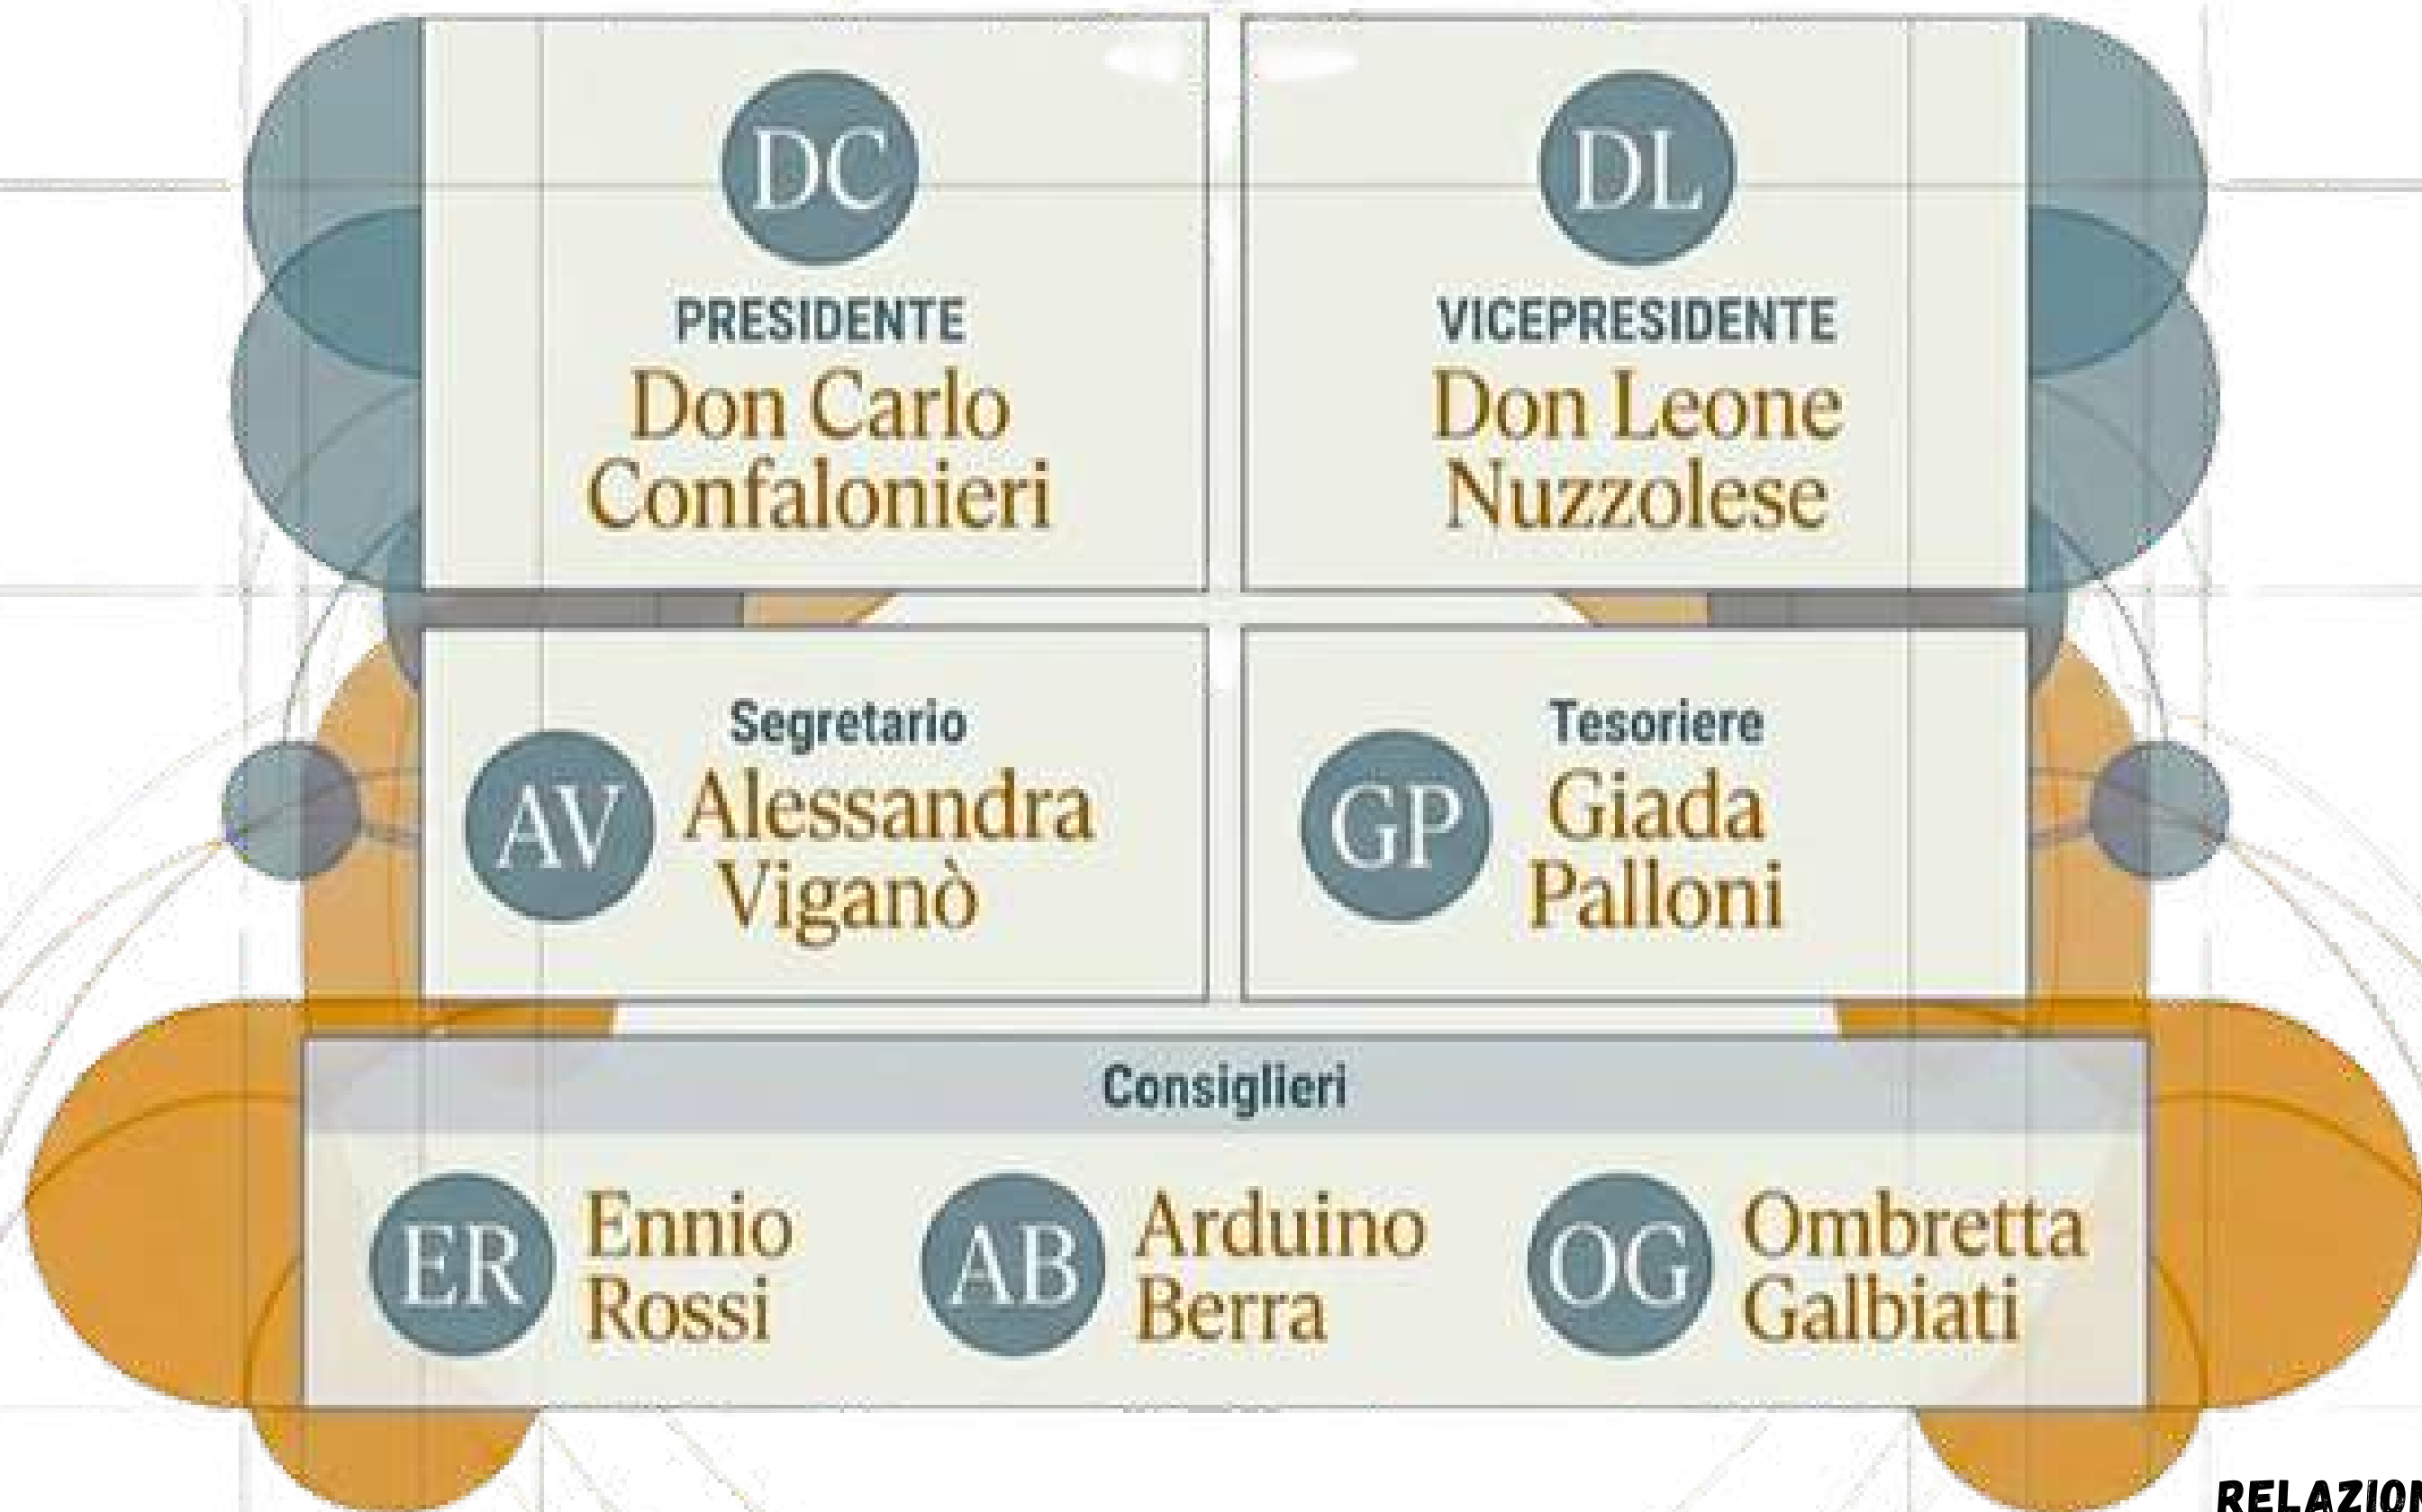 DC
PRESIDENTE
Don Carlo
Confalonieri
DL
VICEPRESIDENTE
Don Leone
Nuzzolese
AV
Segretario
Alessandra
Viganò
GP
Tesoriere
Giada
Palloni
Consiglieri
ER
Ennio
Rossi
AB
Arduino
Berra
OG
Ombretta
Galbiati
RELAZION